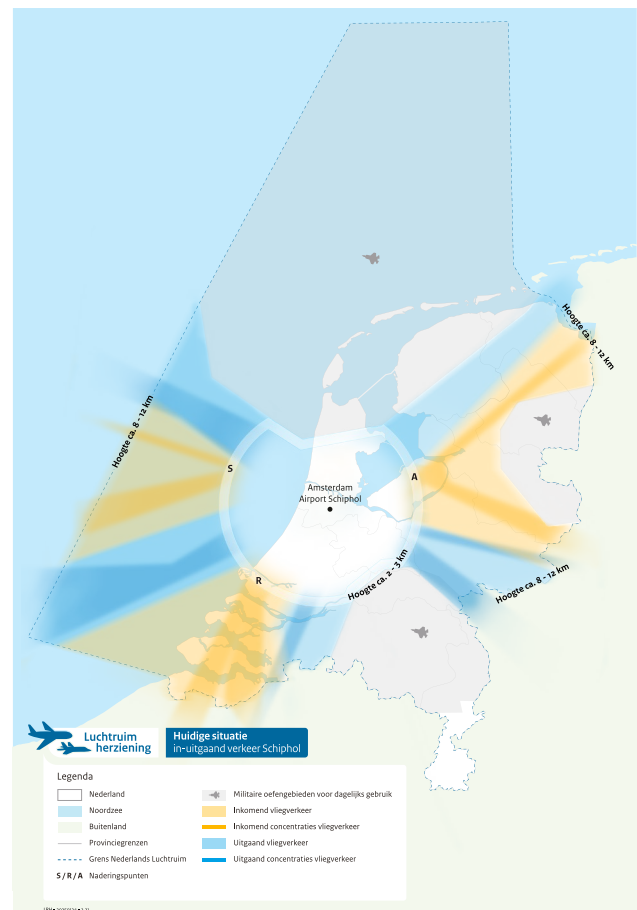 Hoogte ca. 8 - 12 km
Hoogte ca. 8 - 12 km
S
A
Amsterdam
Airport Schiphol
R
Hoogte ca. 2 - 3 km
Hoogte ca. 8 - 12 km
Luchtruim
herziening
Huidige situatie
in-uitgaand verkeer Schiphol
Legenda
Nederland
Noordzee
Buitenland
Provinciegrenzen
Grens Nederlands Luchtruim
S / R / A Naderingspunten
Militaire oefengebieden voor dagelijks gebruik
Inkomend vliegverkeer
Inkomend concentraties vliegverkeer
Uitgaand vliegverkeer
Uitgaand concentraties vliegverkeer